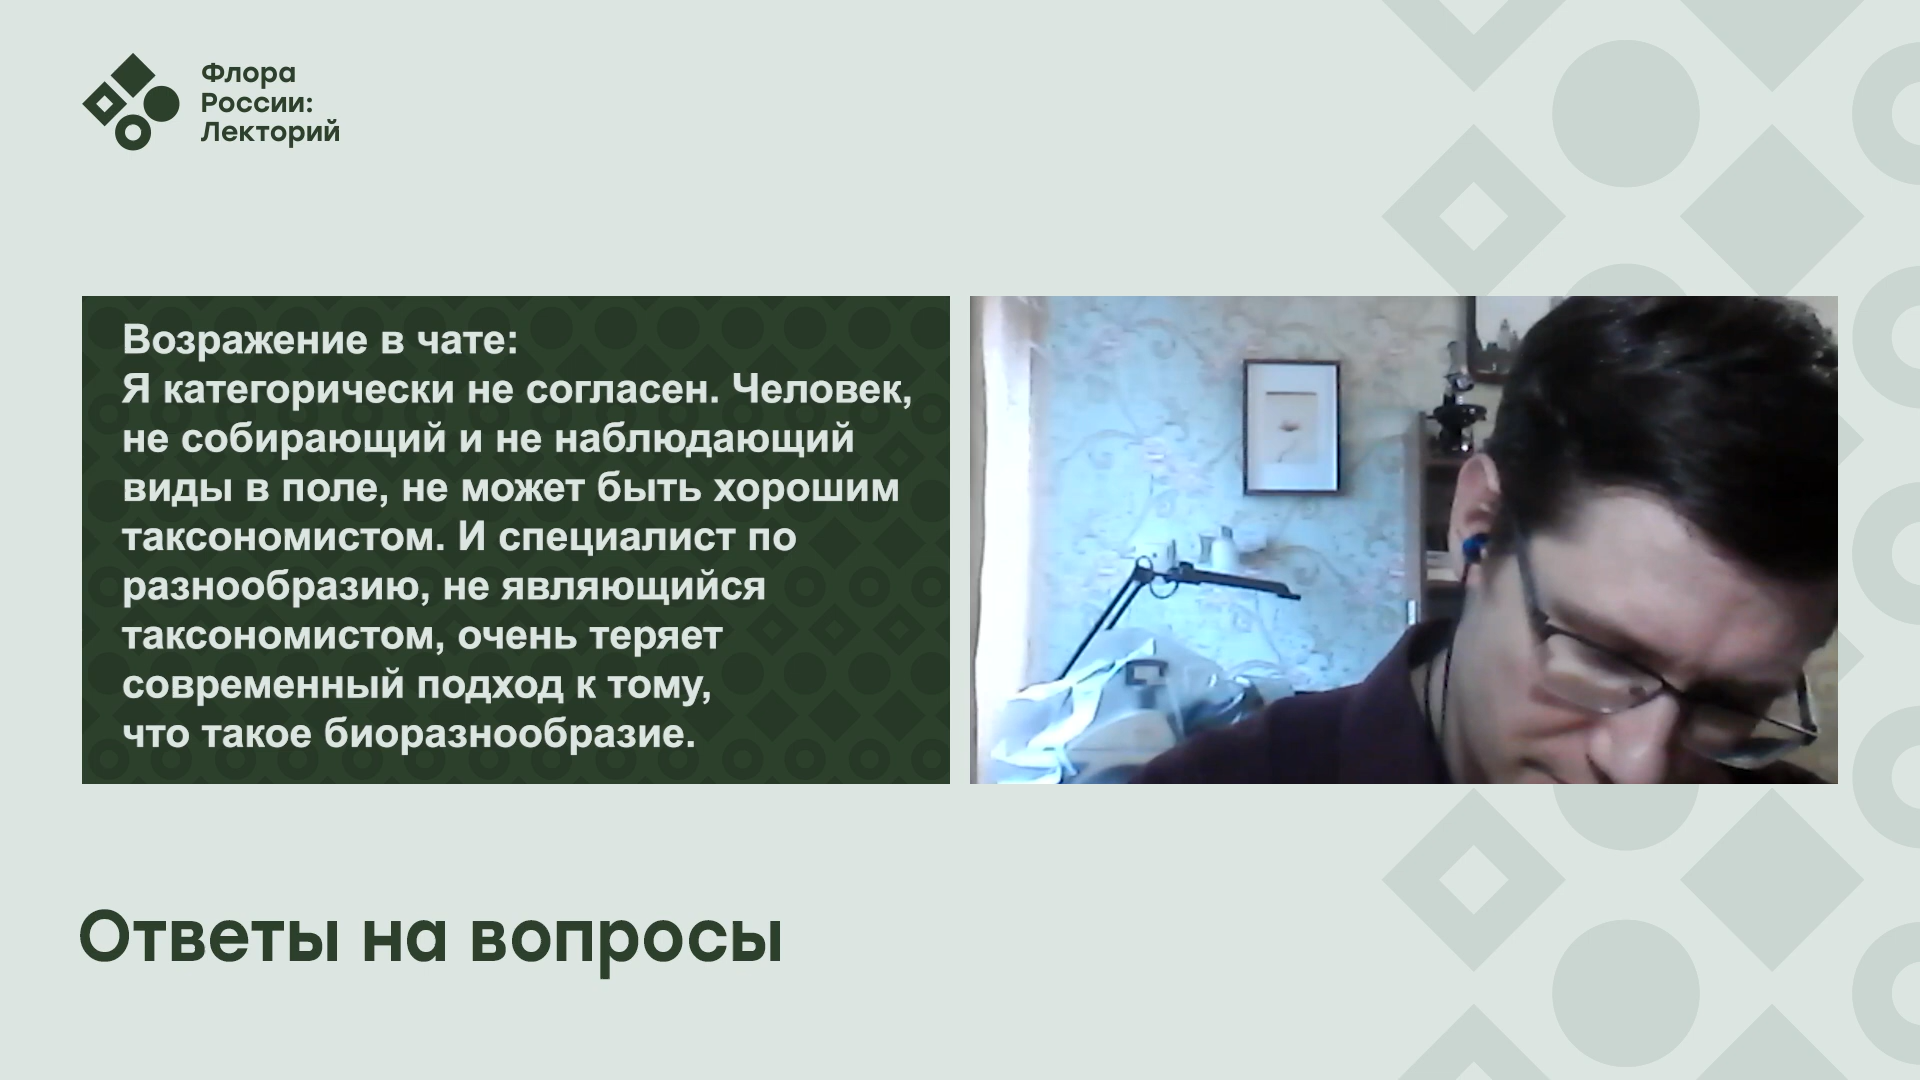 Флора
России:
Лекторий
Возражение в чате:
Я категорически не согласен. Человек,
не собирающий и не наблюдающий
виды в поле, не может быть хорошим
таксономистом. И специалист по
разнообразию, не являющийся
таксономистом, очень теряет
современный подход к тому,
что такое биоразнообразие.
Ответы на вопросы